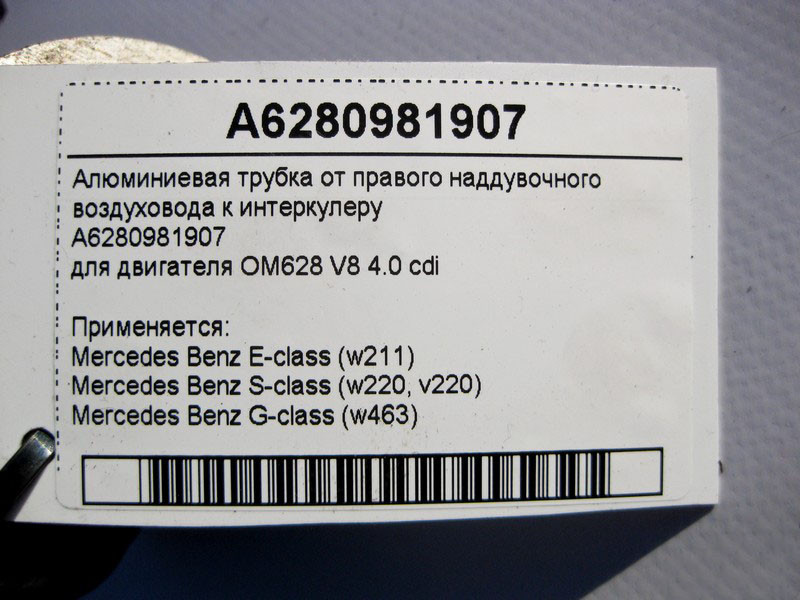 A6280981907
Алюминиевая трубка от правого наддувочного
воздуховода к интеркулеру
A6280981907
для двигателя OM628 V8 4.0 cdi
Применяется:
Mercedes Benz E-class (w211)
Mercedes Benz S-class (w220, v220)
Mercedes Benz G-class (w463)